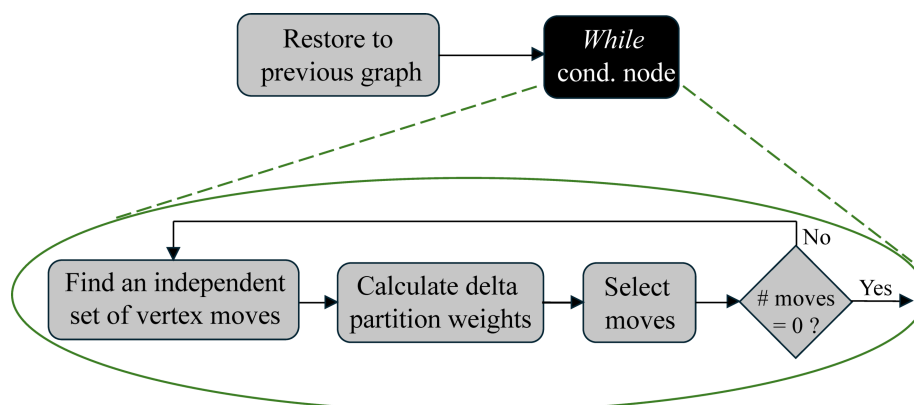 Restore to
previous graph
While
cond. node
No
Find an independent
set of vertex moves
Calculate delta
partition weights
Select
moves
# moves
= 0 ?
Yes